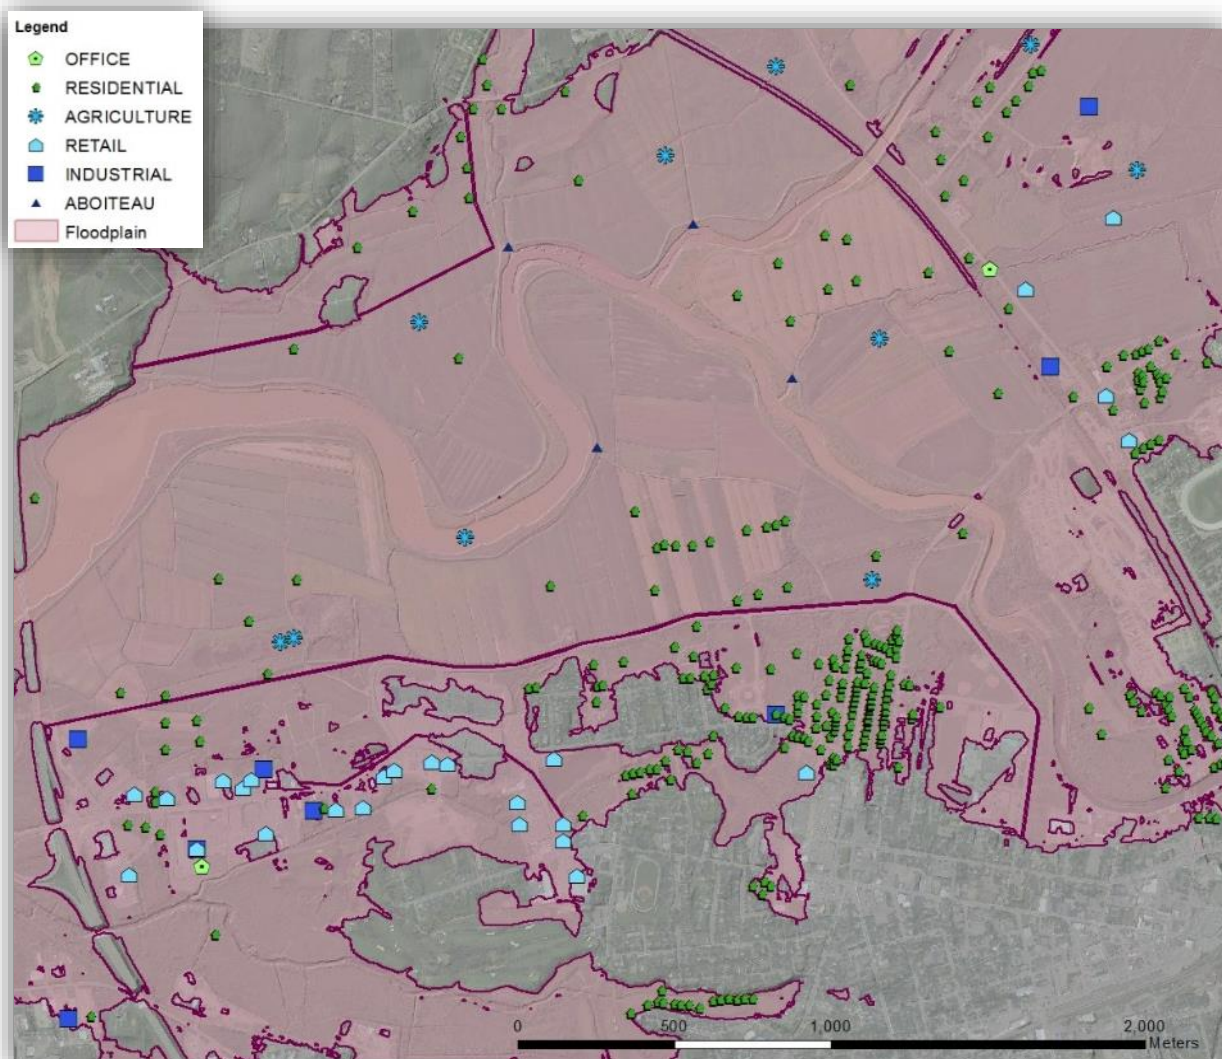 Legend
OFFICE
RESIDENTIAL
AGRICULTURE
RETAIL
INDUSTRIAL
ABOITEAU
Floodplain
0 500 1,000 2,000
Meters